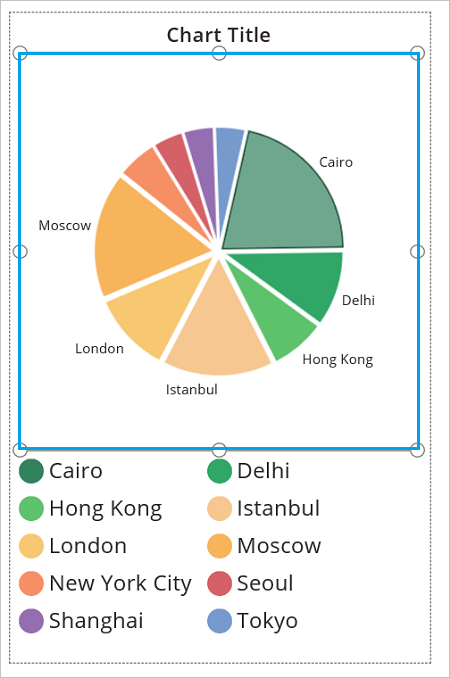 Chart Title
Cairo
Moscow
Delhi
London
Hong Kong
Istanbul
Cairo
Delhi
Hong Kong
Istanbul
London
Moscow
New York City
Seoul
Shanghai
Tokyo